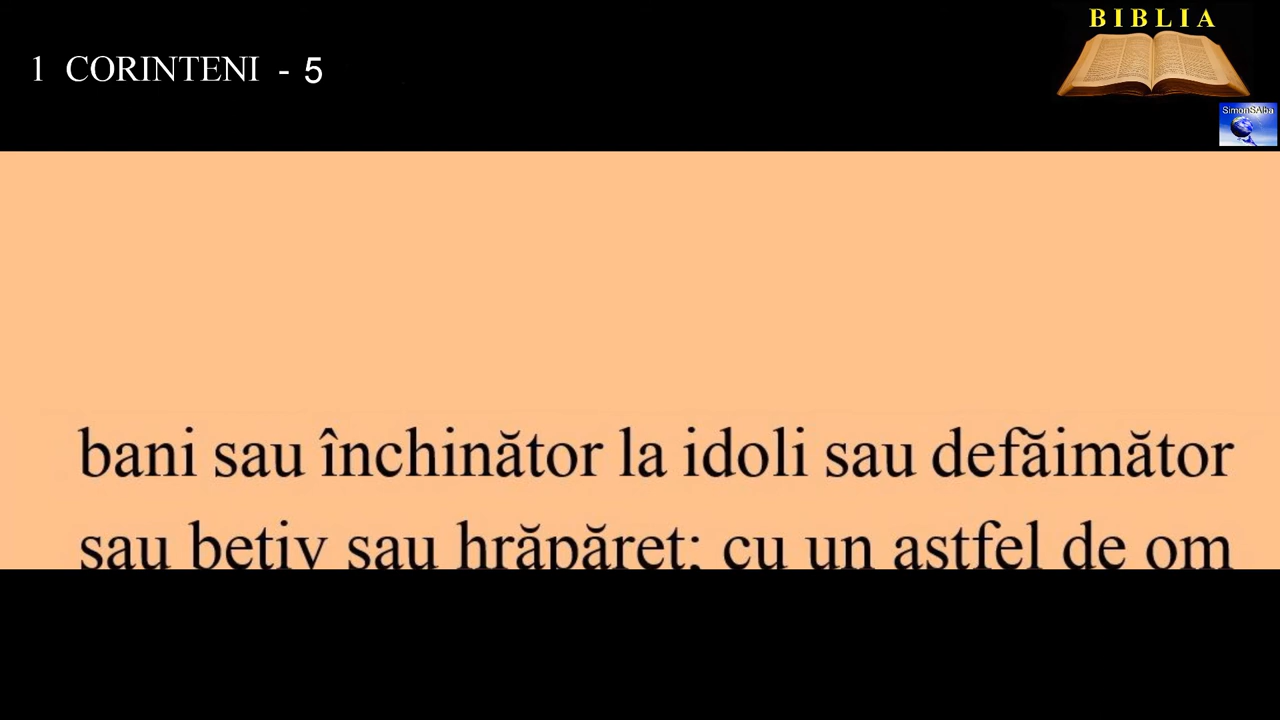 BIBLIA
1 CORINTENI - 5
SimonSAlba
bani sau închinător la idoli sau defăimător
sau bețiv sau hrăpăreț; cu un astfel de om